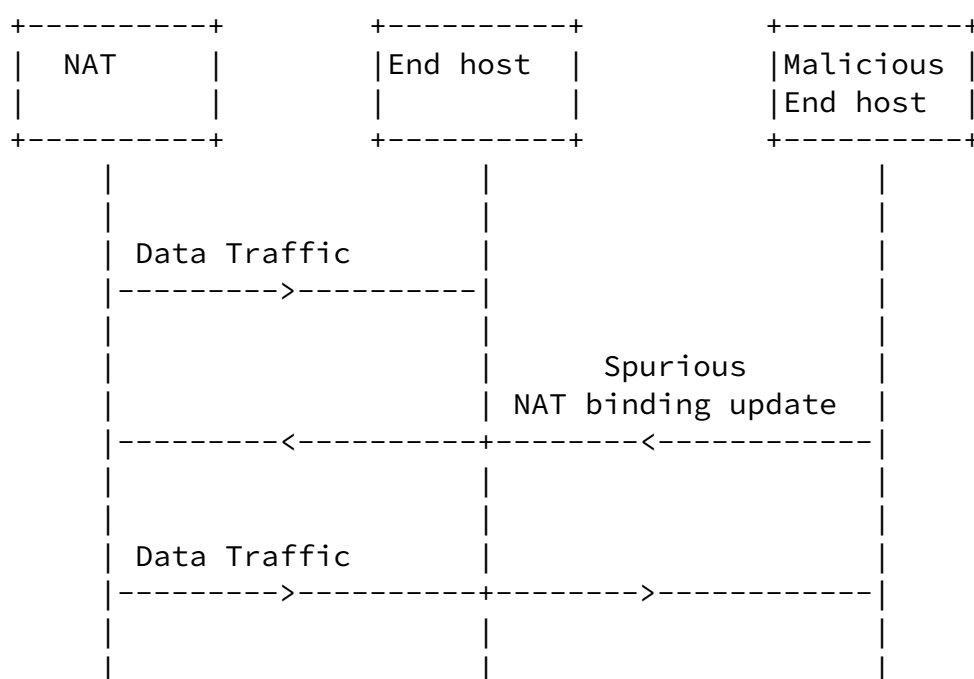 NAT
End host
Malicious
End host
Data Traffic
Spurious
NAT binding update
Data Traffic